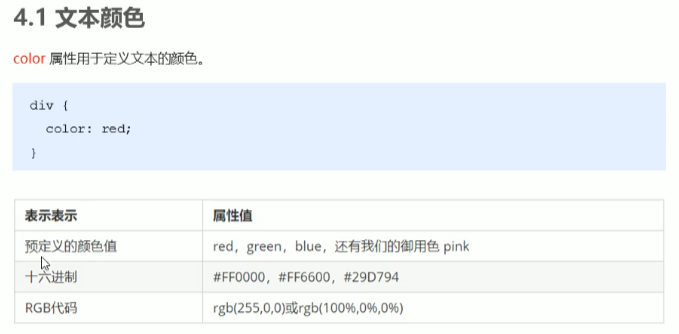 4.1 文本颜色
color 属性用于定义文本的颜色。
div {
color: red;
}
表示表示 属性值
预定义的颜色值 red，green，blue，还有我们的御用色 pink
十六进制 #FF0000，#FF6600，#29D794
RGB代码 rgb(255,0,0)或rgb(100%,0%,0%)